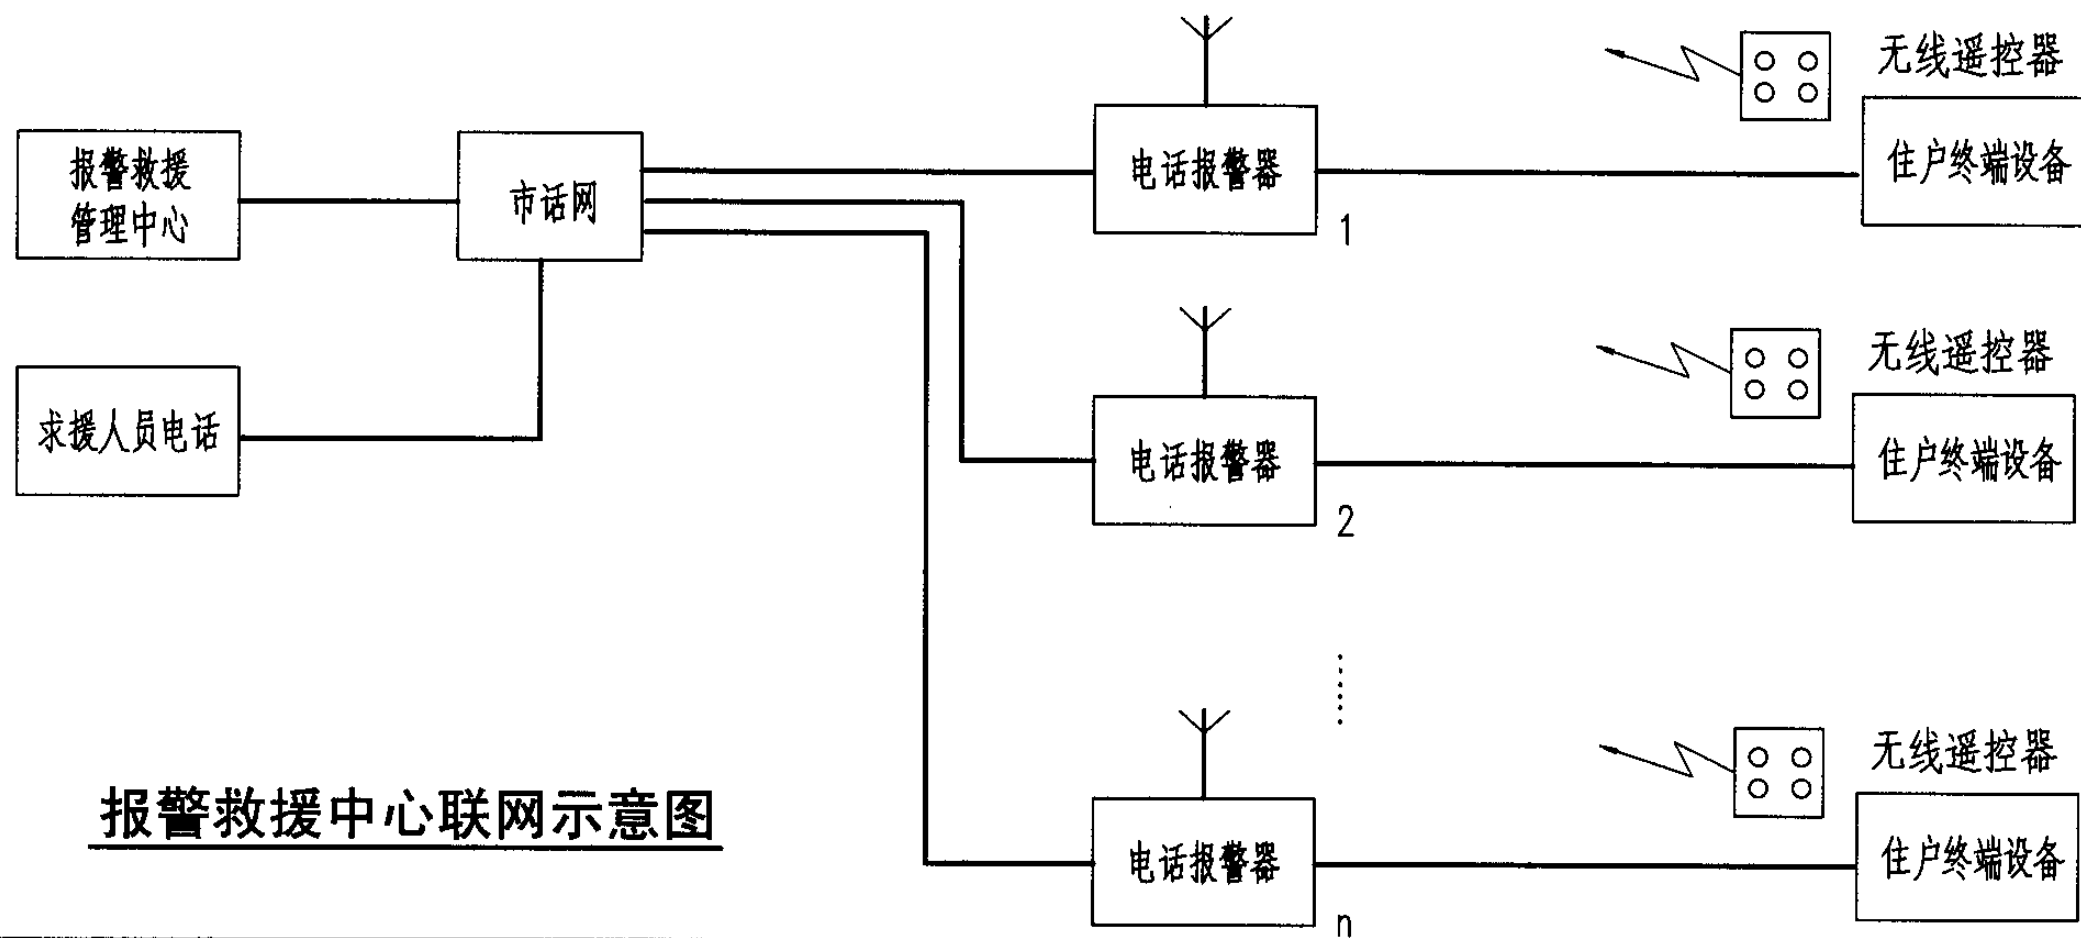 无线遥控器
报警救援
管理中心
市话网
电话报警器
住户终端设备
1
无线遥控器
求援人员电话
电话报警器
住户终端设备
2
无线遥控器
报警救援中心联网示意图
电话报警器
住户终端设备
n